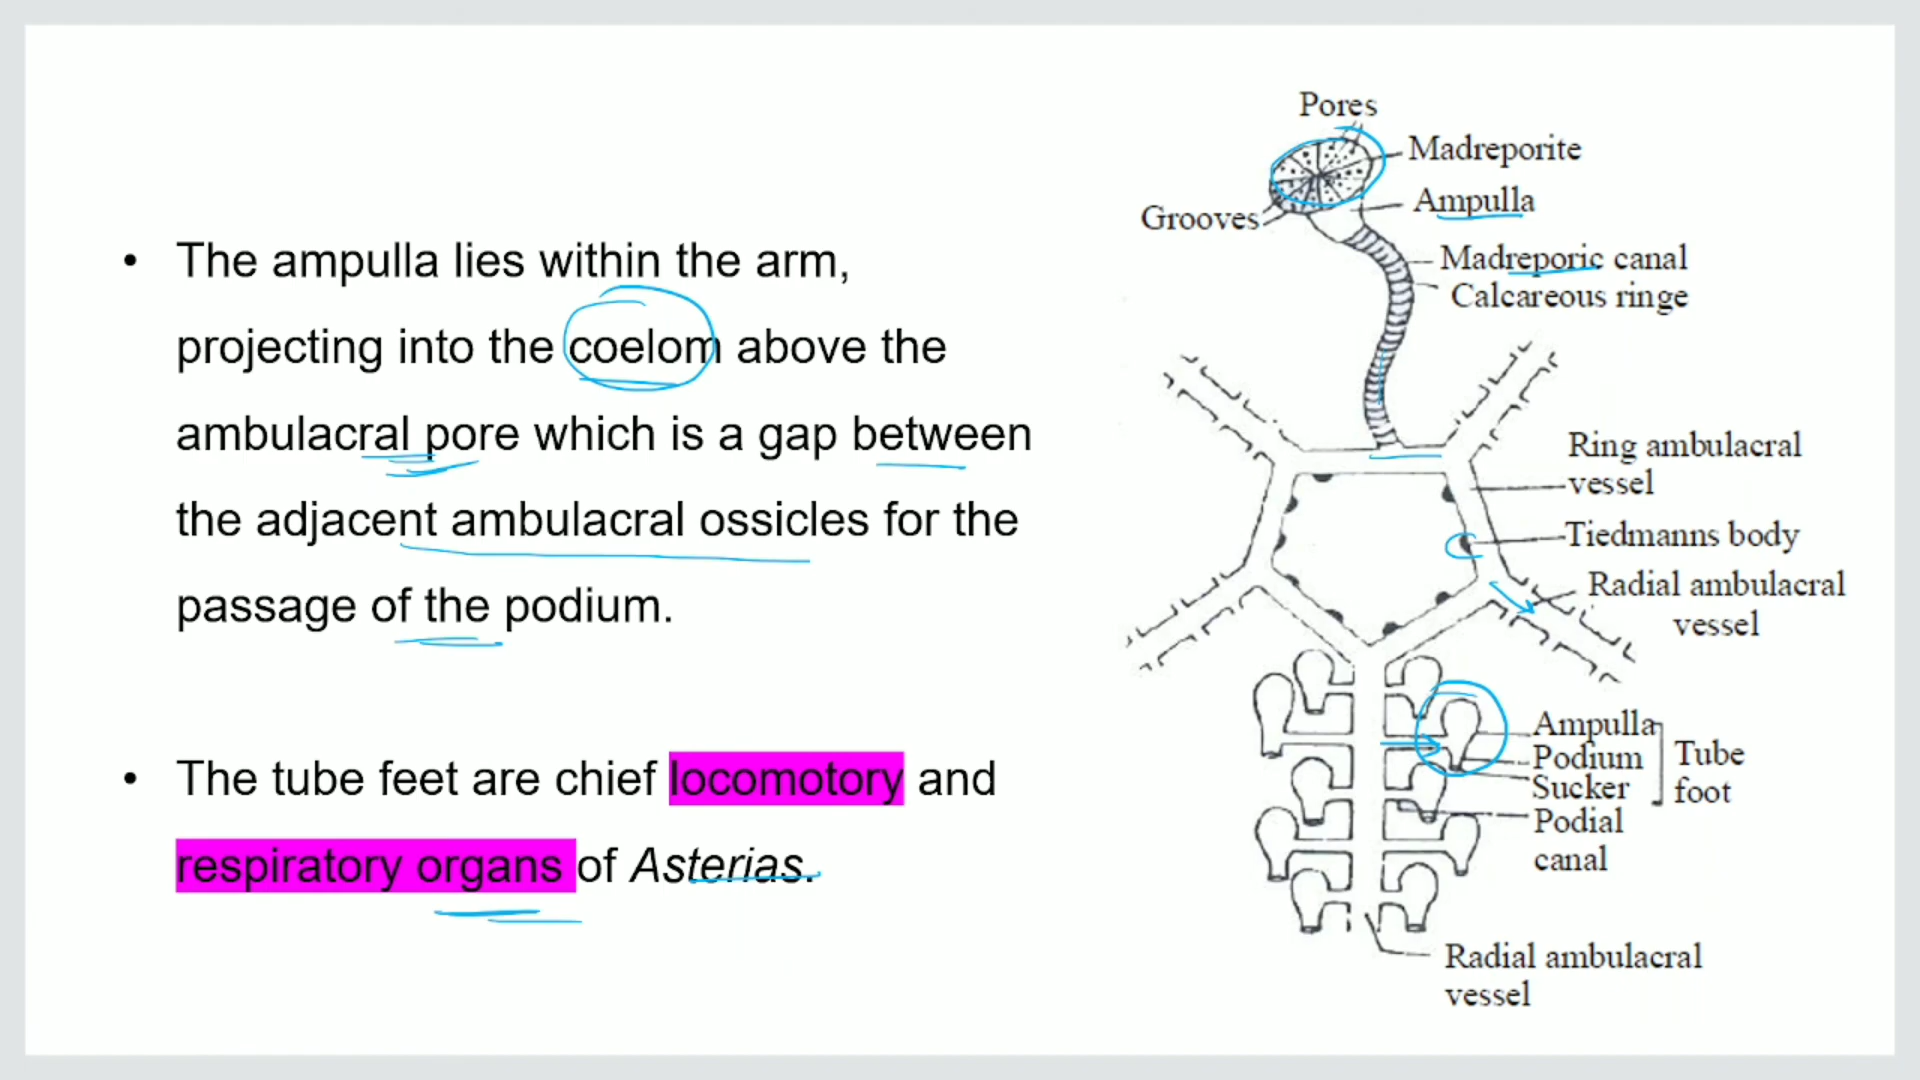 • The ampulla lies within the arm,
projecting into the coelom above the
ambulacral pore which is a gap between
the adjacent ambulacral ossicles for the
passage of the podium.
• The tube feet are chief locomotory and
respiratory organs of Asterias.
Pores
Madreporite
Ampulla
Grooves
Madreporic canal
Calcareous ringe
Ring ambulacral
vessel
Tiedmanns body
Radial ambulacral
vessel
Ampulla
Podium
Sucker
Tube
foot
Podial
canal
Radial ambulacral
vessel